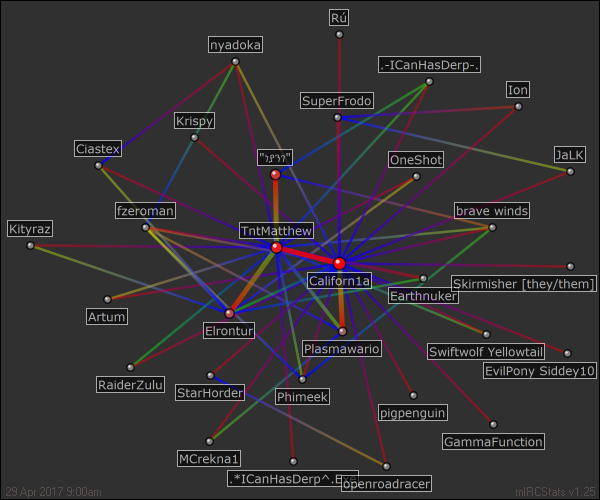 Rú
nyadoka
.-ICanHasDerp-.
Ion
SuperFrodo
Krispy
Ciastex
OneShot
JaLK
fzeroman
brave winds
Kityraz
TntMatthew
Californ1a
Skirmisher [they/them]
Earthnuker
Artum
Elrontur
Plasmawario
Swiftwolf Yellowtail
EvilPony Siddey10
RaiderZulu
StarHorder
Phimeek
pigpenguin
GammaFunction
MCrekna1
.*ICanHasDerp^.
openroadracer
29 Apr 2017 9:00am
mIRCStats v1.25